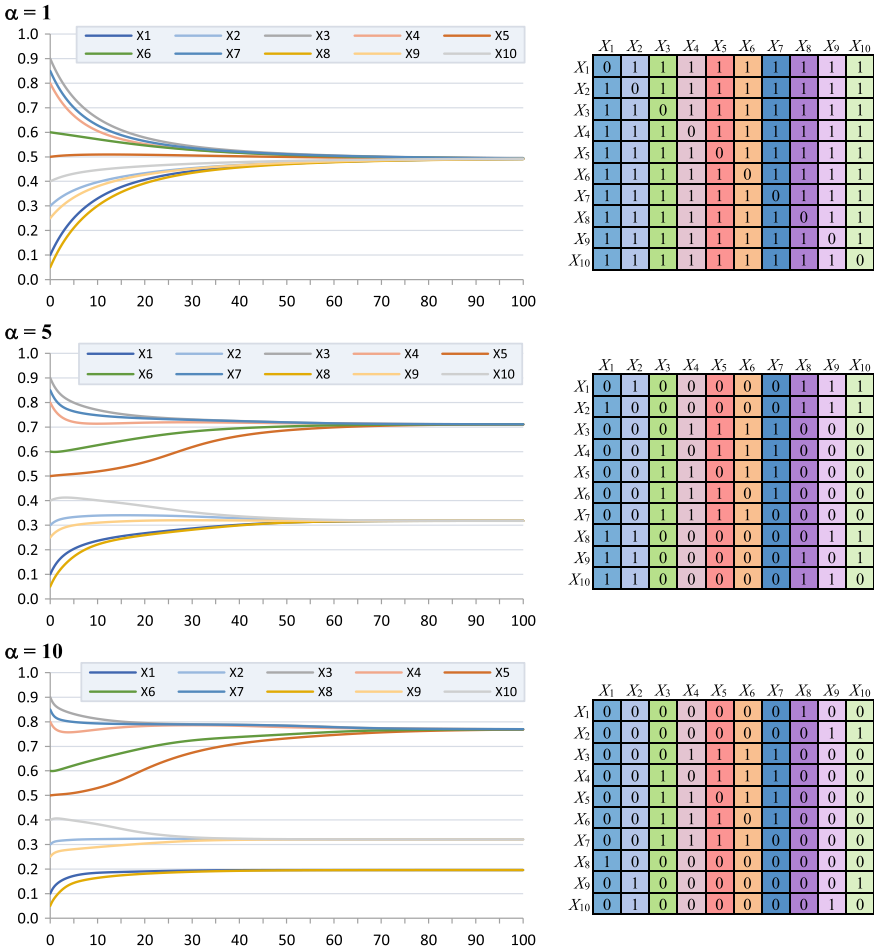 α = 1
X1 X2 X3 X4 X5
X6 X7 X8 X9 X10
1.0
0.9
0.8
0.7
0.6
0.5
0.4
0.3
0.2
0.1
0.0
0 10 20 30 40 50 60 70 80 90 100
X1 X2 X3 X4 X5 X6 X7 X8 X9 X10
X1 0 1 1 1 1 1 1 1 1 1
X2 1 0 1 1 1 1 1 1 1 1
X3 1 1 0 1 1 1 1 1 1 1
X4 1 1 1 0 1 1 1 1 1 1
X5 1 1 1 1 0 1 1 1 1 1
X6 1 1 1 1 1 0 1 1 1 1
X7 1 1 1 1 1 1 0 1 1 1
X8 1 1 1 1 1 1 1 0 1 1
X9 1 1 1 1 1 1 1 1 0 1
X10 1 1 1 1 1 1 1 1 1 0
α = 5
X1 X2 X3 X4 X5
X6 X7 X8 X9 X10
1.0
0.9
0.8
0.7
0.6
0.5
0.4
0.3
0.2
0.1
0.0
0 10 20 30 40 50 60 70 80 90 100
X1 X2 X3 X4 X5 X6 X7 X8 X9 X10
X1 0 1 0 0 0 0 0 1 1 1
X2 1 0 0 0 0 0 0 1 1 1
X3 0 0 0 1 1 1 1 0 0 0
X4 0 0 1 0 1 1 1 0 0 0
X5 0 0 1 1 0 1 1 0 0 0
X6 0 0 1 1 1 0 1 0 0 0
X7 0 0 1 1 1 1 0 0 0 0
X8 1 1 0 0 0 0 0 0 1 1
X9 1 1 0 0 0 0 0 1 0 1
X10 1 1 0 0 0 0 0 1 1 0
α = 10
X1 X2 X3 X4 X5
X6 X7 X8 X9 X10
1.0
0.9
0.8
0.7
0.6
0.5
0.4
0.3
0.2
0.1
0.0
0 10 20 30 40 50 60 70 80 90 100
X1 X2 X3 X4 X5 X6 X7 X8 X9 X10
X1 0 0 0 0 0 0 0 1 0 0
X2 0 0 0 0 0 0 0 0 1 1
X3 0 0 0 1 1 1 1 0 0 0
X4 0 0 1 0 1 1 1 0 0 0
X5 0 0 1 1 0 1 1 0 0 0
X6 0 0 1 1 1 0 1 0 0 0
X7 0 0 1 1 1 1 0 0 0 0
X8 1 0 0 0 0 0 0 0 0 0
X9 0 1 0 0 0 0 0 0 0 1
X10 0 1 0 0 0 0 0 0 1 0